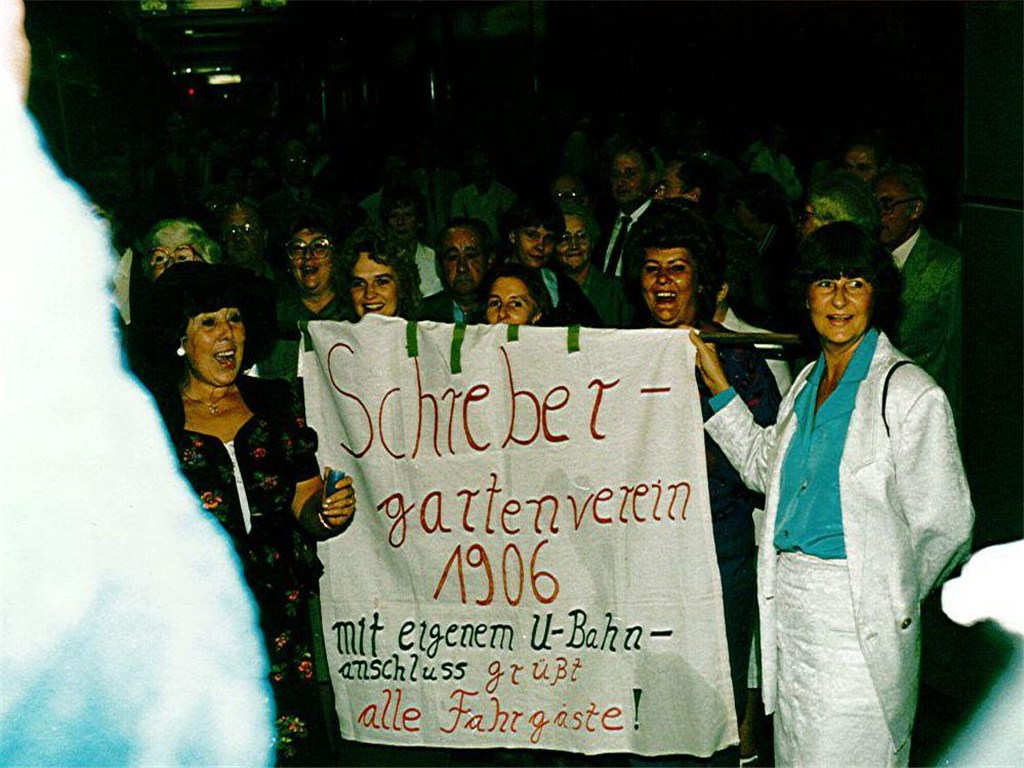 Schreber-
gartenverein
1906
mit eigenem U-Bahn-
anschluss grüßt
alle Fahrgäste!